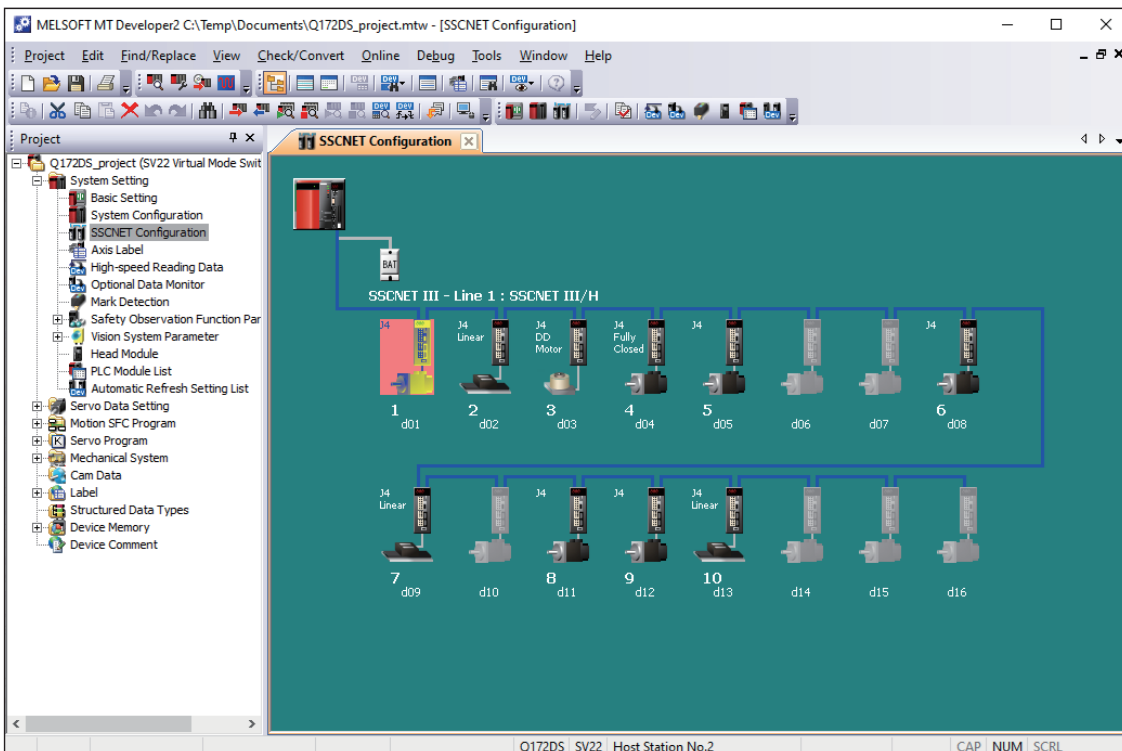 MELSOFT MT Developer2 C:\Temp\Documents\Q172DS_project.mtw - [SSCNET Configuration]
Project Edit Find/Replace View Check/Convert Online Debug Tools Window Help
Project
SSCNET Configuration
Q172DS_project (SV22 Virtual Mode Swit
System Setting
Basic Setting
System Configuration
SSCNET Configuration
Axis Label
High-speed Reading Data
Optional Data Monitor
Mark Detection
Safety Observation Function Par
Vision System Parameter
Head Module
PLC Module List
Automatic Refresh Setting List
Servo Data Setting
Motion SFC Program
Servo Program
Mechanical System
Cam Data
Label
Structured Data Types
Device Memory
Device Comment
BAT
SSCNET III - Line 1 : SSCNET III/H
J4
J4
Linear
J4
DD
Motor
J4
Fully
Closed
J4
J4
1 2 3 4 5 6
d01 d02 d03 d04 d05 d06 d07 d08
J4
Linear
J4
J4
J4
Linear
7 8 9 10
d09 d10 d11 d12 d13 d14 d15 d16
Q172DS SV22 Host Station No.2 CAP NUM SCRL